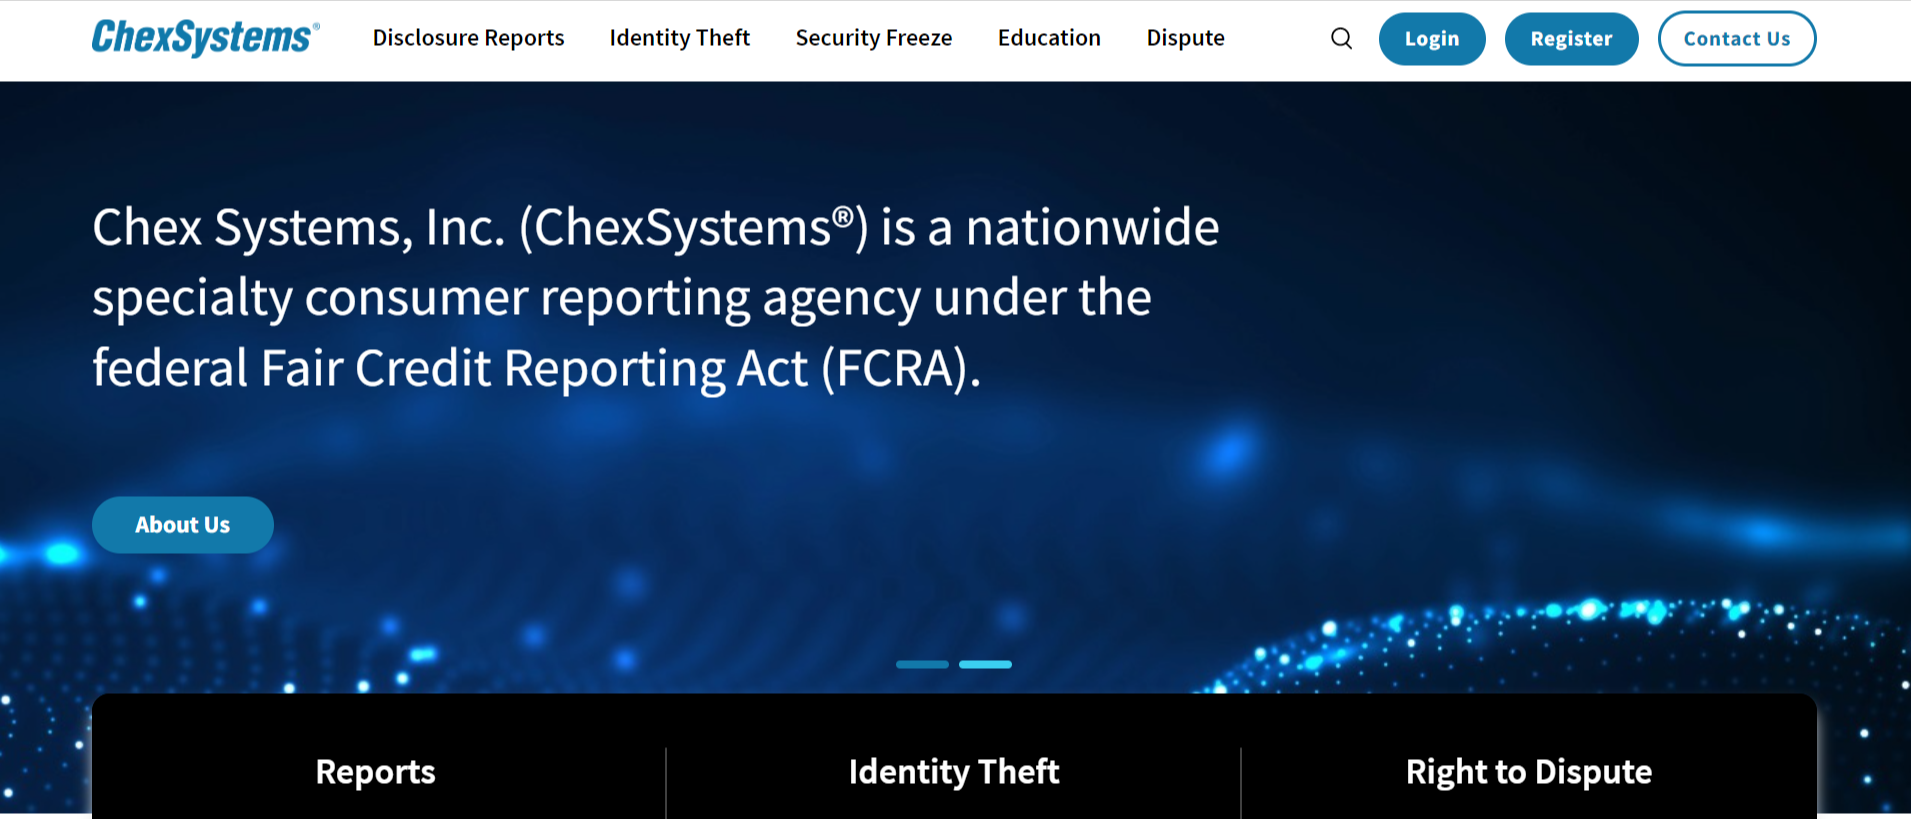 ChexSystems®
Disclosure Reports
Identity Theft
Security Freeze
Education
Dispute
Login
Register
Contact Us
Chex Systems, Inc. (ChexSystems®) is a nationwide
specialty consumer reporting agency under the
federal Fair Credit Reporting Act (FCRA).
About Us
Reports
Identity Theft
Right to Dispute